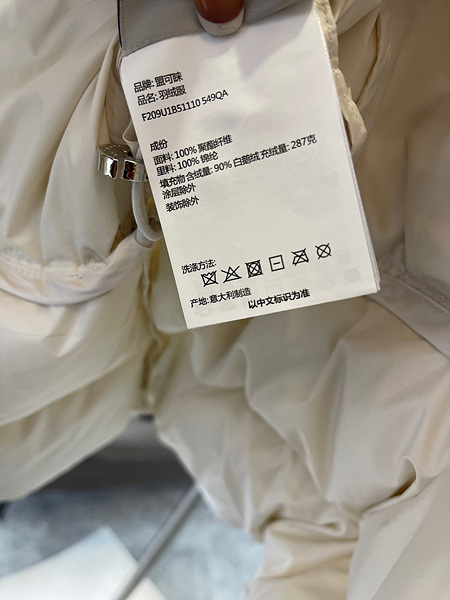 品牌: 盟可睐
品名: 羽绒服
F209U1B51110 549QA
成份
面料: 100% 聚酯纤维
里料: 100% 锦纶
填充物 含绒量: 90% 白鹅绒 充绒量: 287克
涂层除外
装饰除外
洗涤方法:
产地: 意大利制造
以中文标识为准